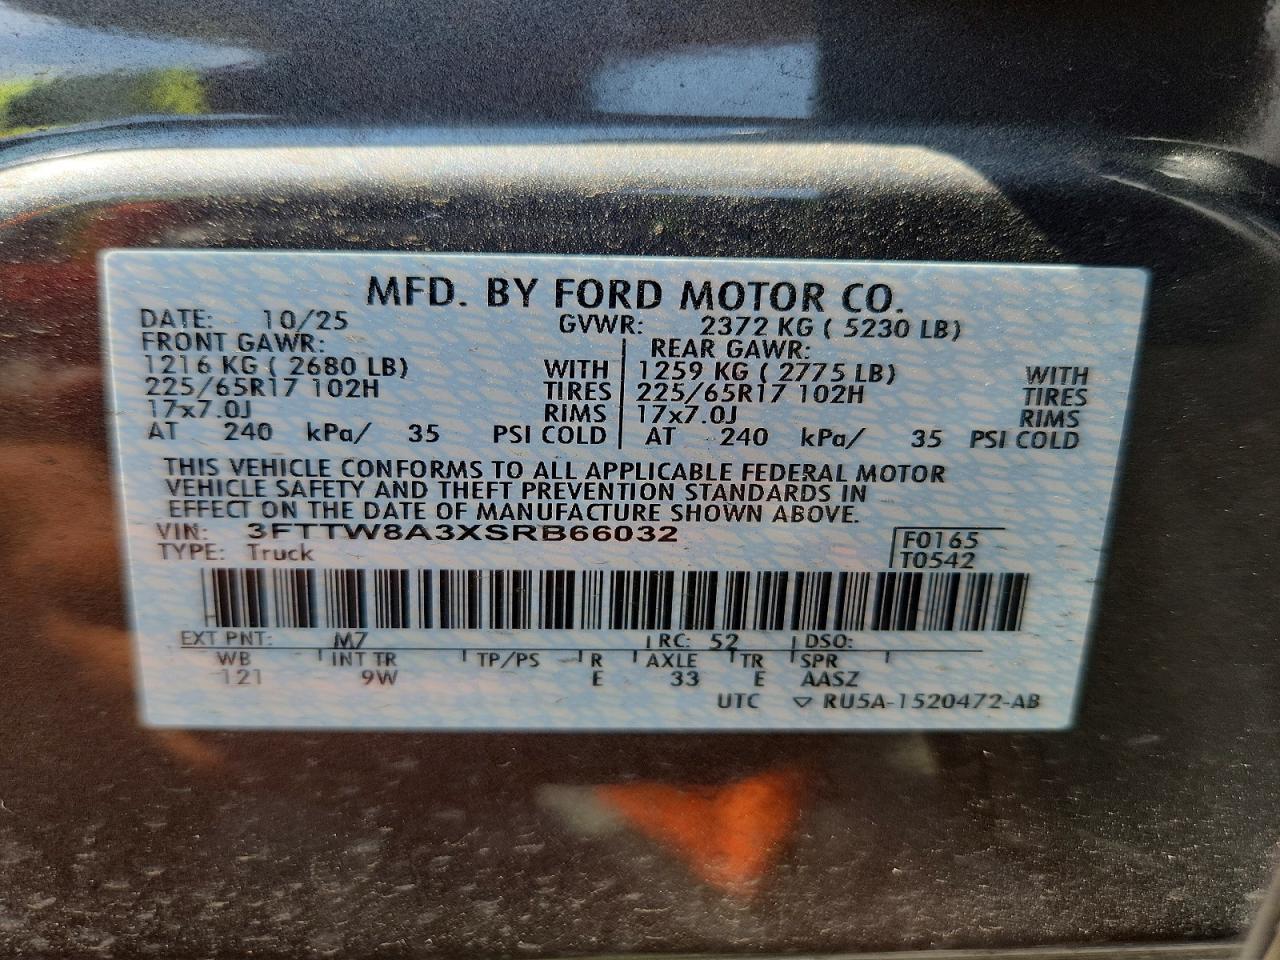 MFD. BY FORD MOTOR CO.
DATE: 10/25 GVWR: 2372 KG ( 5230 LB)
FRONT GAWR: REAR GAWR:
1216 KG ( 2680 LB) WITH 1259 KG ( 2775 LB) WITH
225/65R17 102H TIRES 225/65R17 102H TIRES
17x7.0J RIMS 17x7.0J RIMS
AT 240 kPa/ 35 PSI COLD AT 240 kPa/ 35 PSI COLD
THIS VEHICLE CONFORMS TO ALL APPLICABLE FEDERAL MOTOR
VEHICLE SAFETY AND THEFT PREVENTION STANDARDS IN
EFFECT ON THE DATE OF MANUFACTURE SHOWN ABOVE.
VIN: 3FTTW8A3XSRB66032 F0165
TYPE: Truck T0542
EXT PNT: M7 RC: 52 DSO:
WB INT TR TP/PS R AXLE TR SPR
121 9W E 33 E AASZ
UTC ▽ RU5A-1520472-AB